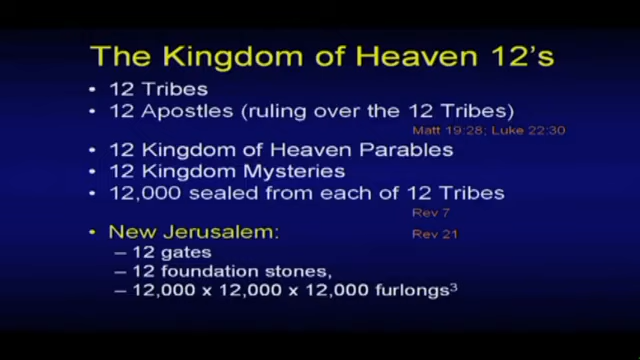 The Kingdom of Heaven 12's
• 12 Tribes
• 12 Apostles (ruling over the 12 Tribes)
Matt 19:28; Luke 22:30
• 12 Kingdom of Heaven Parables
• 12 Kingdom Mysteries
• 12,000 sealed from each of 12 Tribes
Rev 7
• New Jerusalem: Rev 21
– 12 gates
– 12 foundation stones,
– 12,000 x 12,000 x 12,000 furlongs³